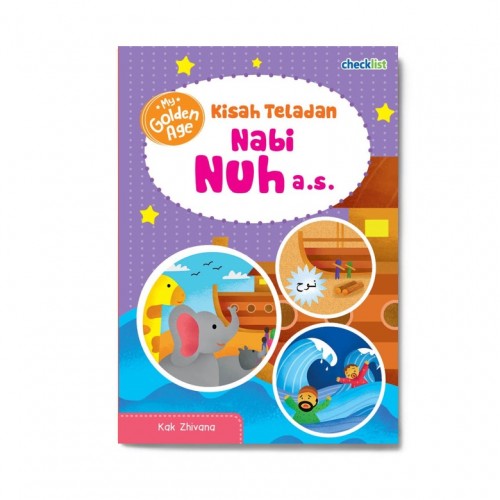 checklist
My
Golden
Age
Kisah Teladan
Nabi
Nuh a.s.
نوح
Kak Zhivana